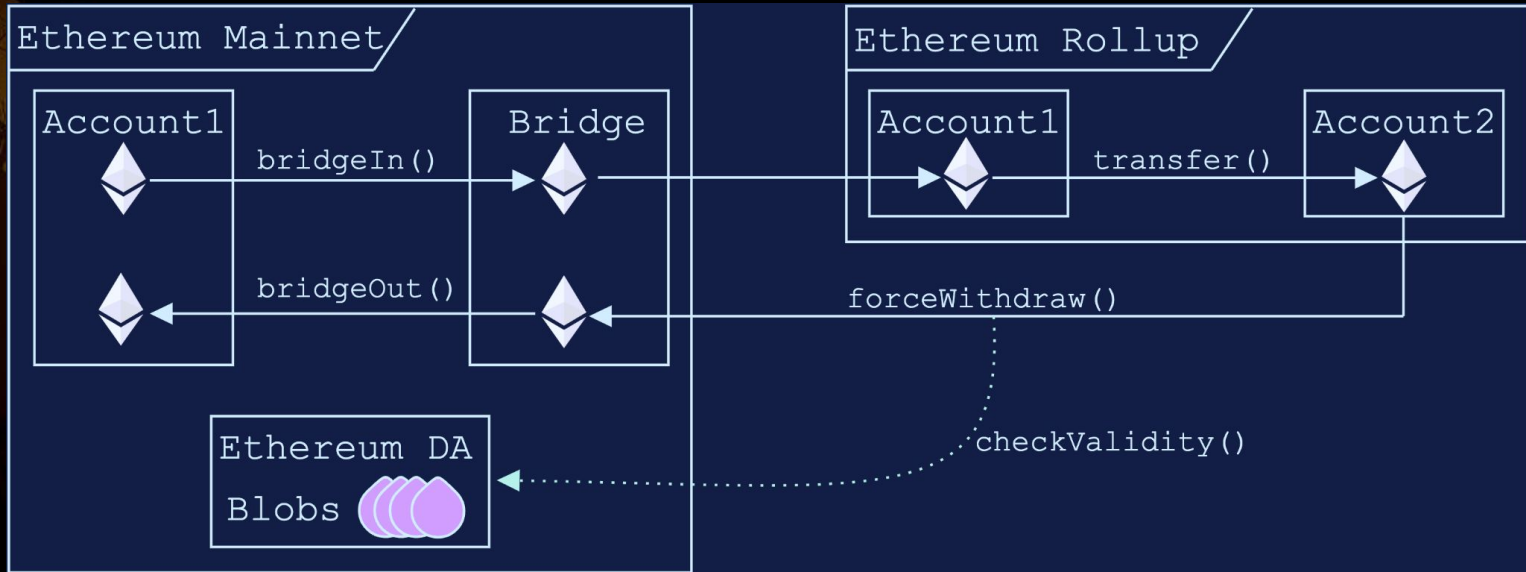 Ethereum Mainnet
Ethereum Rollup
Account1
Bridge
Account1
Account2
bridgeIn()
transfer()
bridgeOut()
forceWithdraw()
checkValidity()
Ethereum DA
Blobs